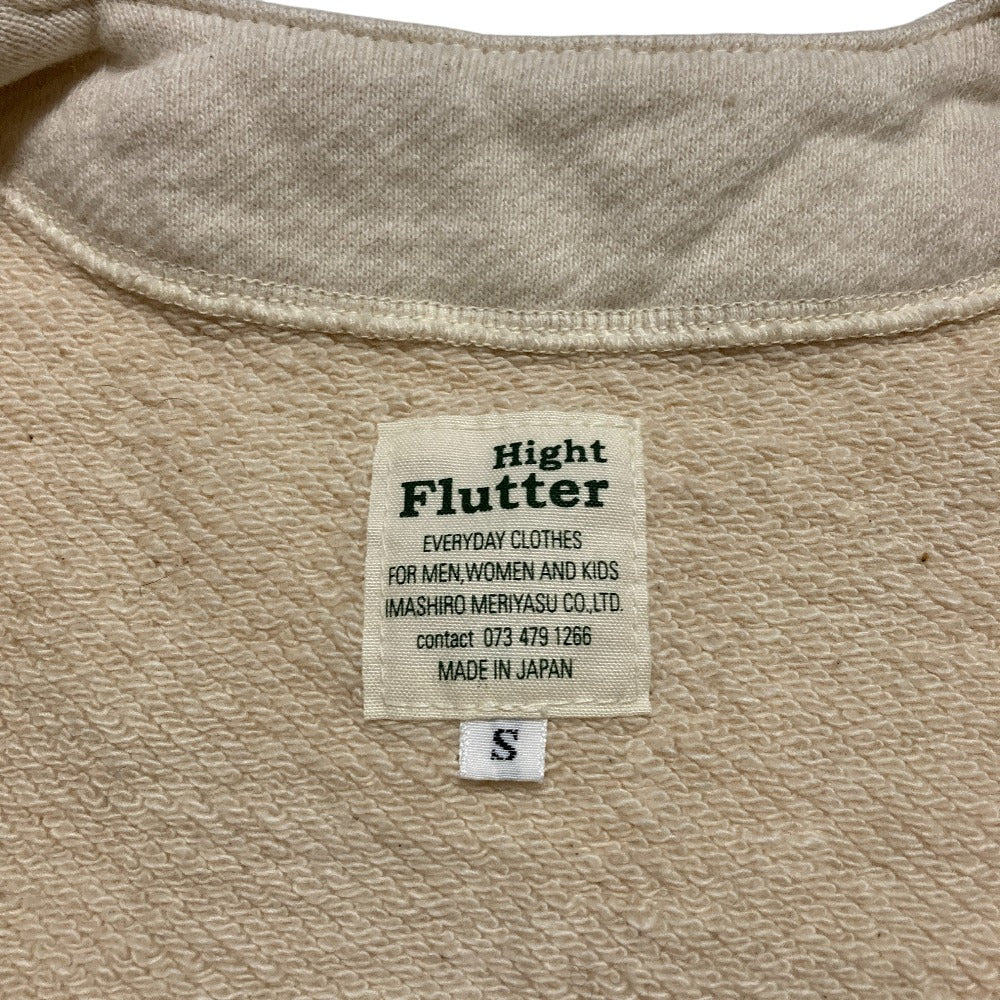 Hight
Flutter
EVERYDAY CLOTHES
FOR MEN,WOMEN AND KIDS
IMASHIRO MERIYASU CO.,LTD.
contact 073 479 1266
MADE IN JAPAN
S